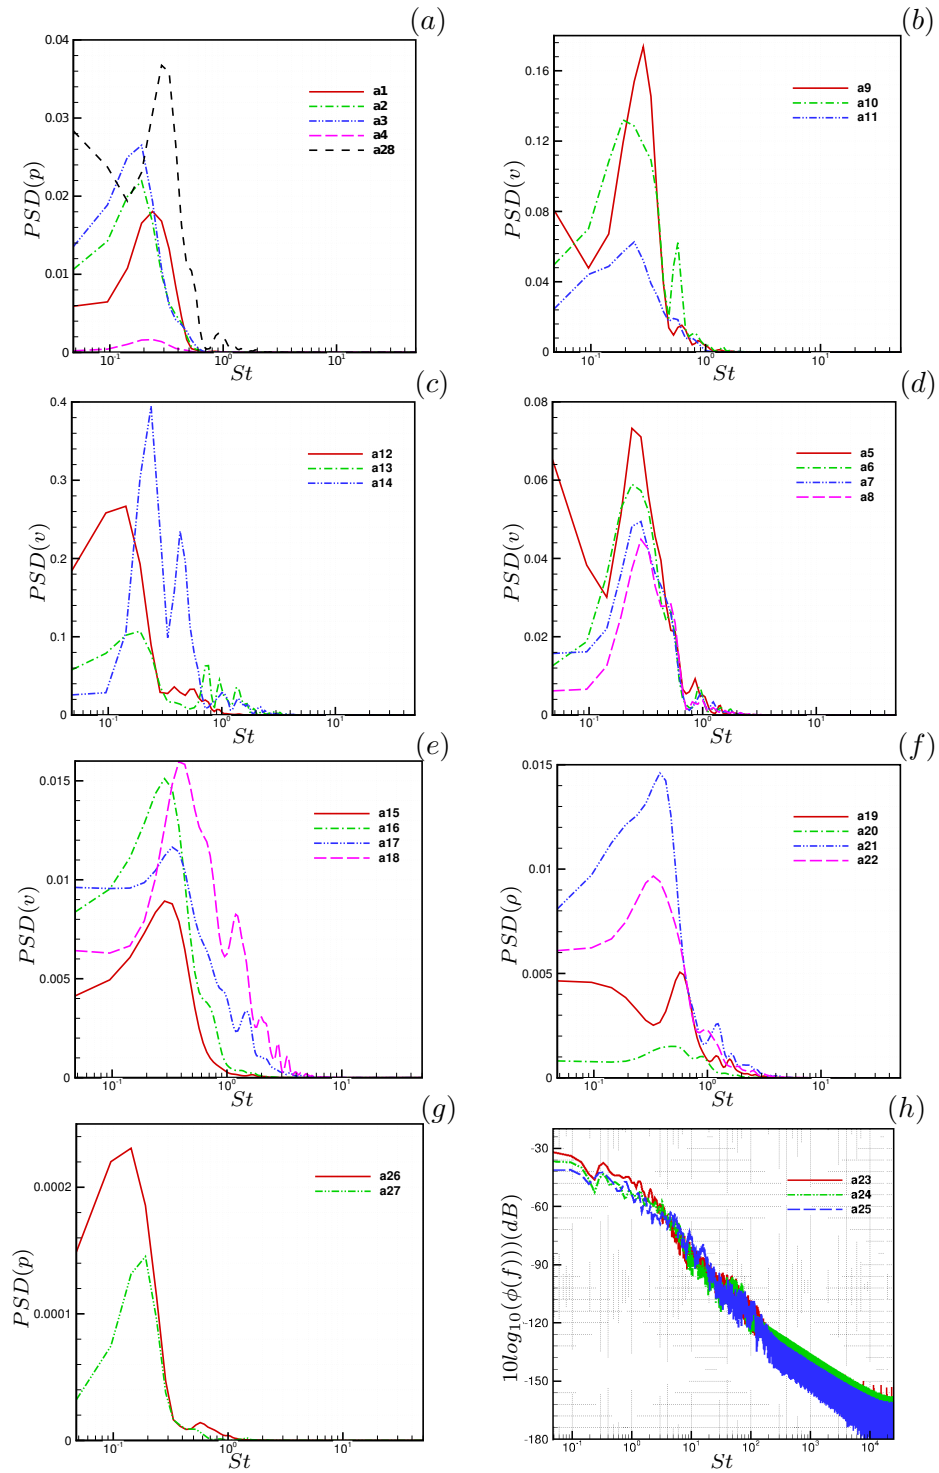 (a)
PSD(p)
0.04
0.03
0.02
0.01
0
a1
a2
a3
a4
a28
10⁻¹ 10⁰ 10¹
St
(b)
PSD(v)
0.16
0.12
0.08
0.04
0
a9
a10
a11
10⁻¹ 10⁰ 10¹
St
(c)
PSD(v)
0.4
0.3
0.2
0.1
0
a12
a13
a14
10⁻¹ 10⁰ 10¹
St
(d)
PSD(v)
0.08
0.06
0.04
0.02
0
a5
a6
a7
a8
10⁻¹ 10⁰ 10¹
St
(e)
PSD(v)
0.015
0.01
0.005
0
a15
a16
a17
a18
10⁻¹ 10⁰ 10¹
St
(f)
PSD(ρ)
0.015
0.01
0.005
0
a19
a20
a21
a22
10⁻¹ 10⁰ 10¹
St
(g)
PSD(p)
0.0002
0.0001
0
a26
a27
10⁻¹ 10⁰ 10¹
St
(h)
10log₁₀(ϕ(f)))(dB)
-30
-60
-90
-120
-150
-180
a23
a24
a25
10⁻¹ 10⁰ 10¹ 10² 10³ 10⁴
St